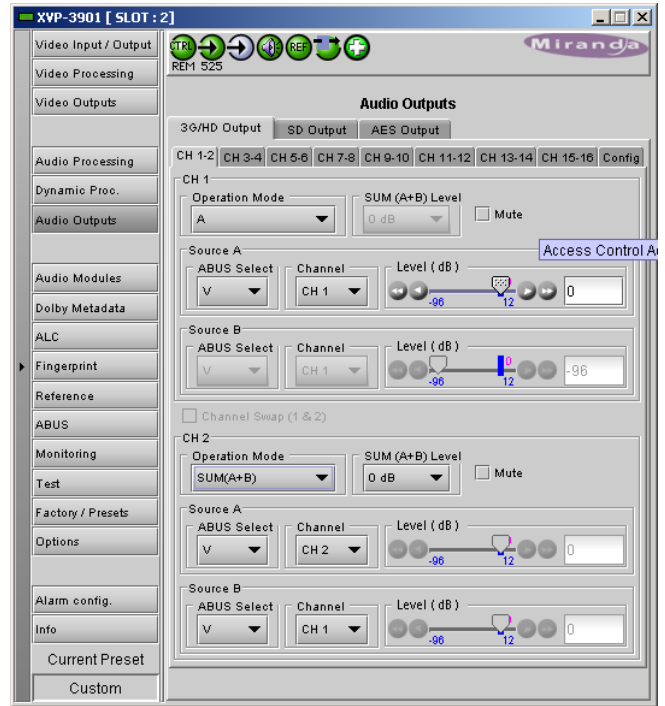 XVP-3901 [ SLOT : 2]
Video Input / Output
Video Processing
Video Outputs
Audio Processing
Dynamic Proc.
Audio Outputs
Audio Modules
Dolby Metadata
ALC
Fingerprint
Reference
ABUS
Monitoring
Test
Factory / Presets
Options
Alarm config.
Info
Current Preset
Custom
CTRL
REF
REM 525
Miranda
Audio Outputs
3G/HD Output SD Output AES Output
CH 1-2 CH 3-4 CH 5-6 CH 7-8 CH 9-10 CH 11-12 CH 13-14 CH 15-16 Config
CH 1
Operation Mode SUM (A+B) Level
A 0 dB Mute
Access Control A
Source A
ABUS Select Channel Level ( dB )
V CH 1 0
-96 12
Source B
ABUS Select Channel Level ( dB )
V CH 1 0 -96
-96 12
Channel Swap (1 & 2)
CH 2
Operation Mode SUM (A+B) Level
SUM(A+B) 0 dB Mute
Source A
ABUS Select Channel Level ( dB )
V CH 2 0
-96 12
Source B
ABUS Select Channel Level ( dB )
V CH 1 0
-96 12